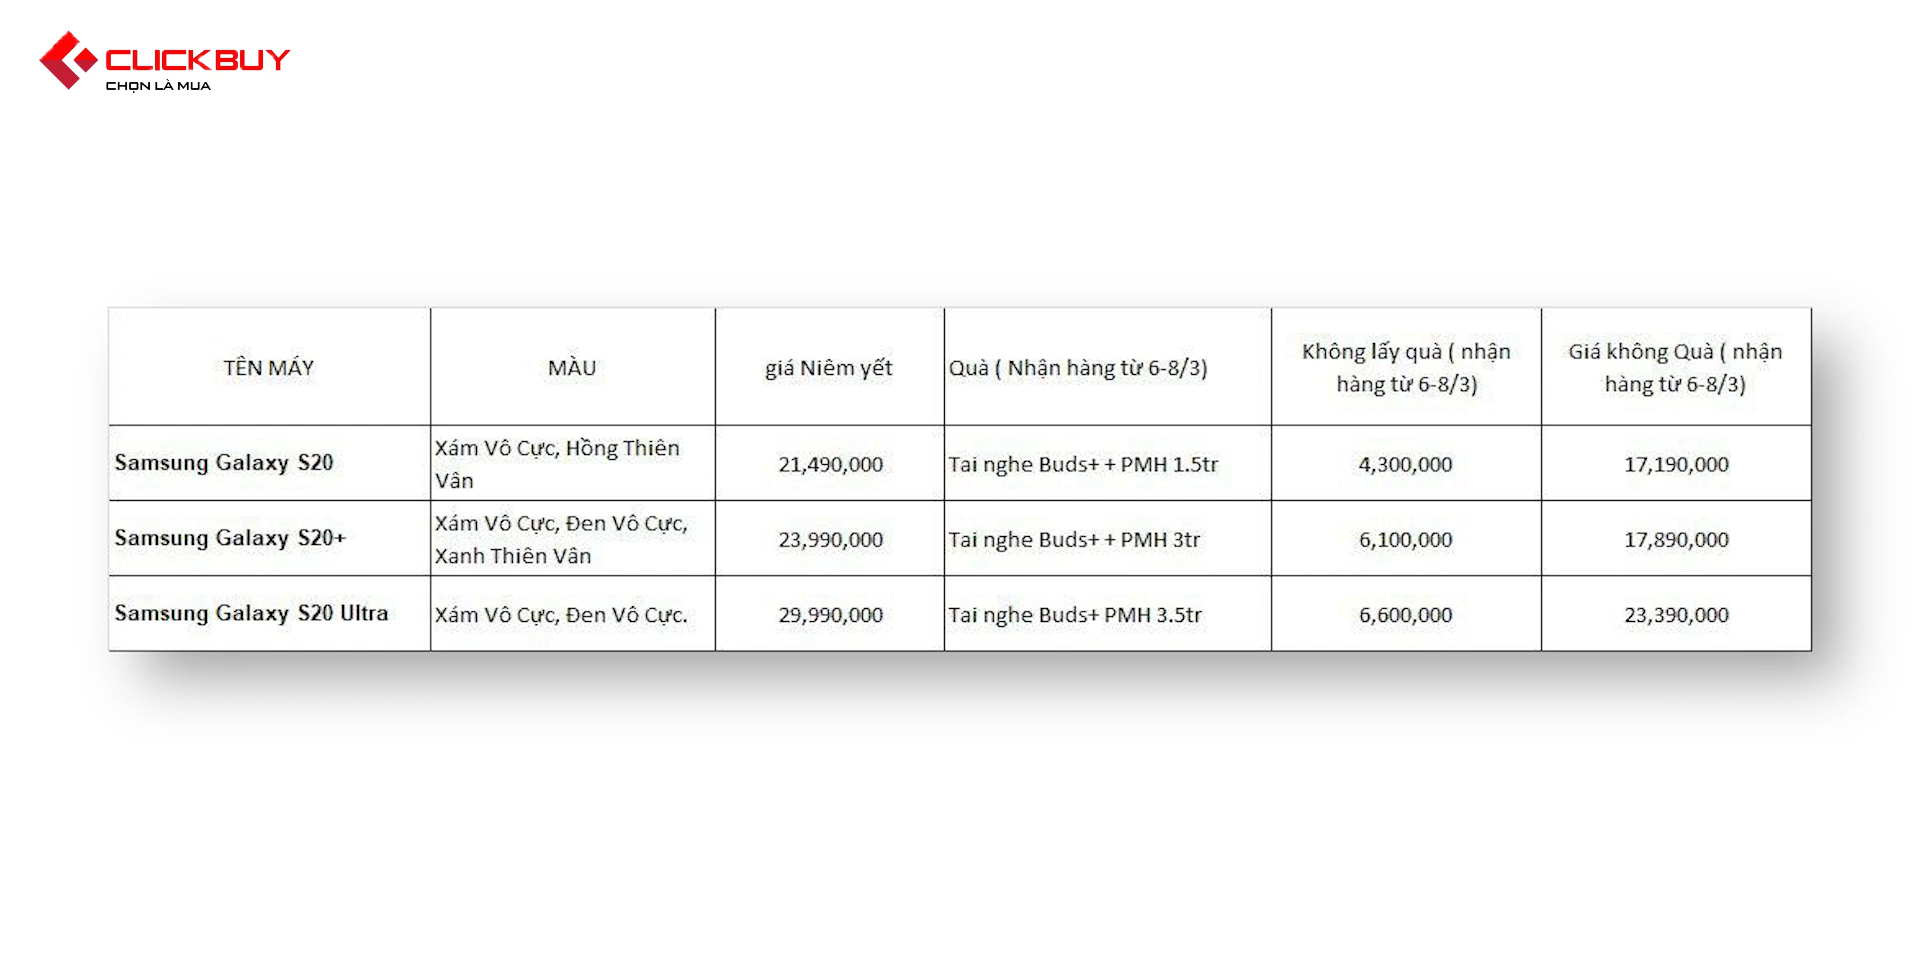 CLICKBUY
CHỌN LÀ MUA
TÊN MÁY
MÀU
giá Niêm yết
Quà ( Nhận hàng từ 6-8/3)
Không lấy quà ( nhận
hàng từ 6-8/3)
Giá không Quà ( nhận
hàng từ 6-8/3)
Samsung Galaxy S20
Xám Vô Cực, Hồng Thiên
Vân
21,490,000
Tai nghe Buds+ + PMH 1.5tr
4,300,000
17,190,000
Samsung Galaxy S20+
Xám Vô Cực, Đen Vô Cực,
Xanh Thiên Vân
23,990,000
Tai nghe Buds+ + PMH 3tr
6,100,000
17,890,000
Samsung Galaxy S20 Ultra
Xám Vô Cực, Đen Vô Cực.
29,990,000
Tai nghe Buds+ PMH 3.5tr
6,600,000
23,390,000